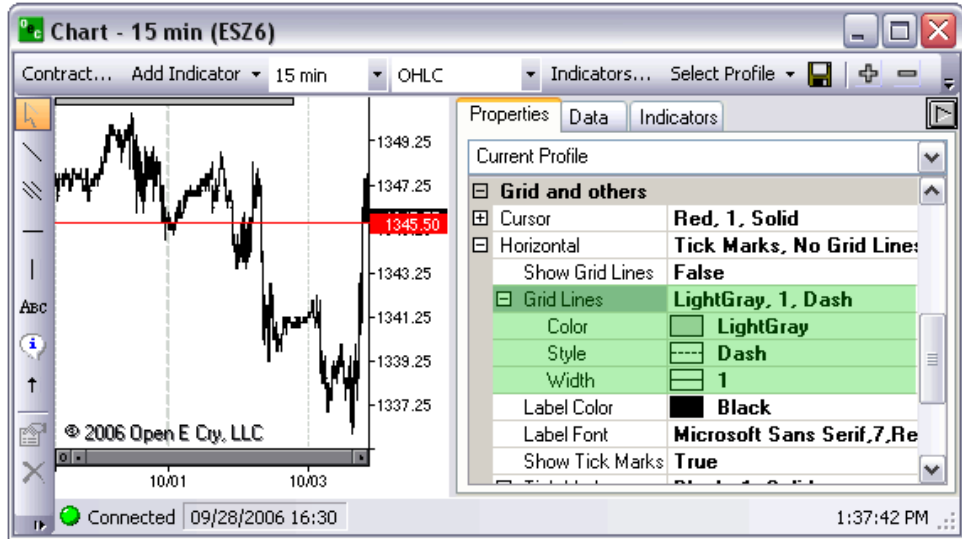 Chart - 15 min (ESZ6)
Contract... Add Indicator 15 min OHLC Indicators... Select Profile
Properties Data Indicators
Current Profile
Grid and others
Cursor Red, 1, Solid
Horizontal Tick Marks, No Grid Lines
Show Grid Lines False
Grid Lines LightGray, 1, Dash
Color LightGray
Style Dash
Width 1
Label Color Black
Label Font Microsoft Sans Serif,7,Re
Show Tick Marks True
ABC
1349.25
1347.25
1345.50
1343.25
1341.25
1339.25
1337.25
© 2006 Open E Cry, LLC
10/01 10/03
Connected 09/28/2006 16:30 1:37:42 PM